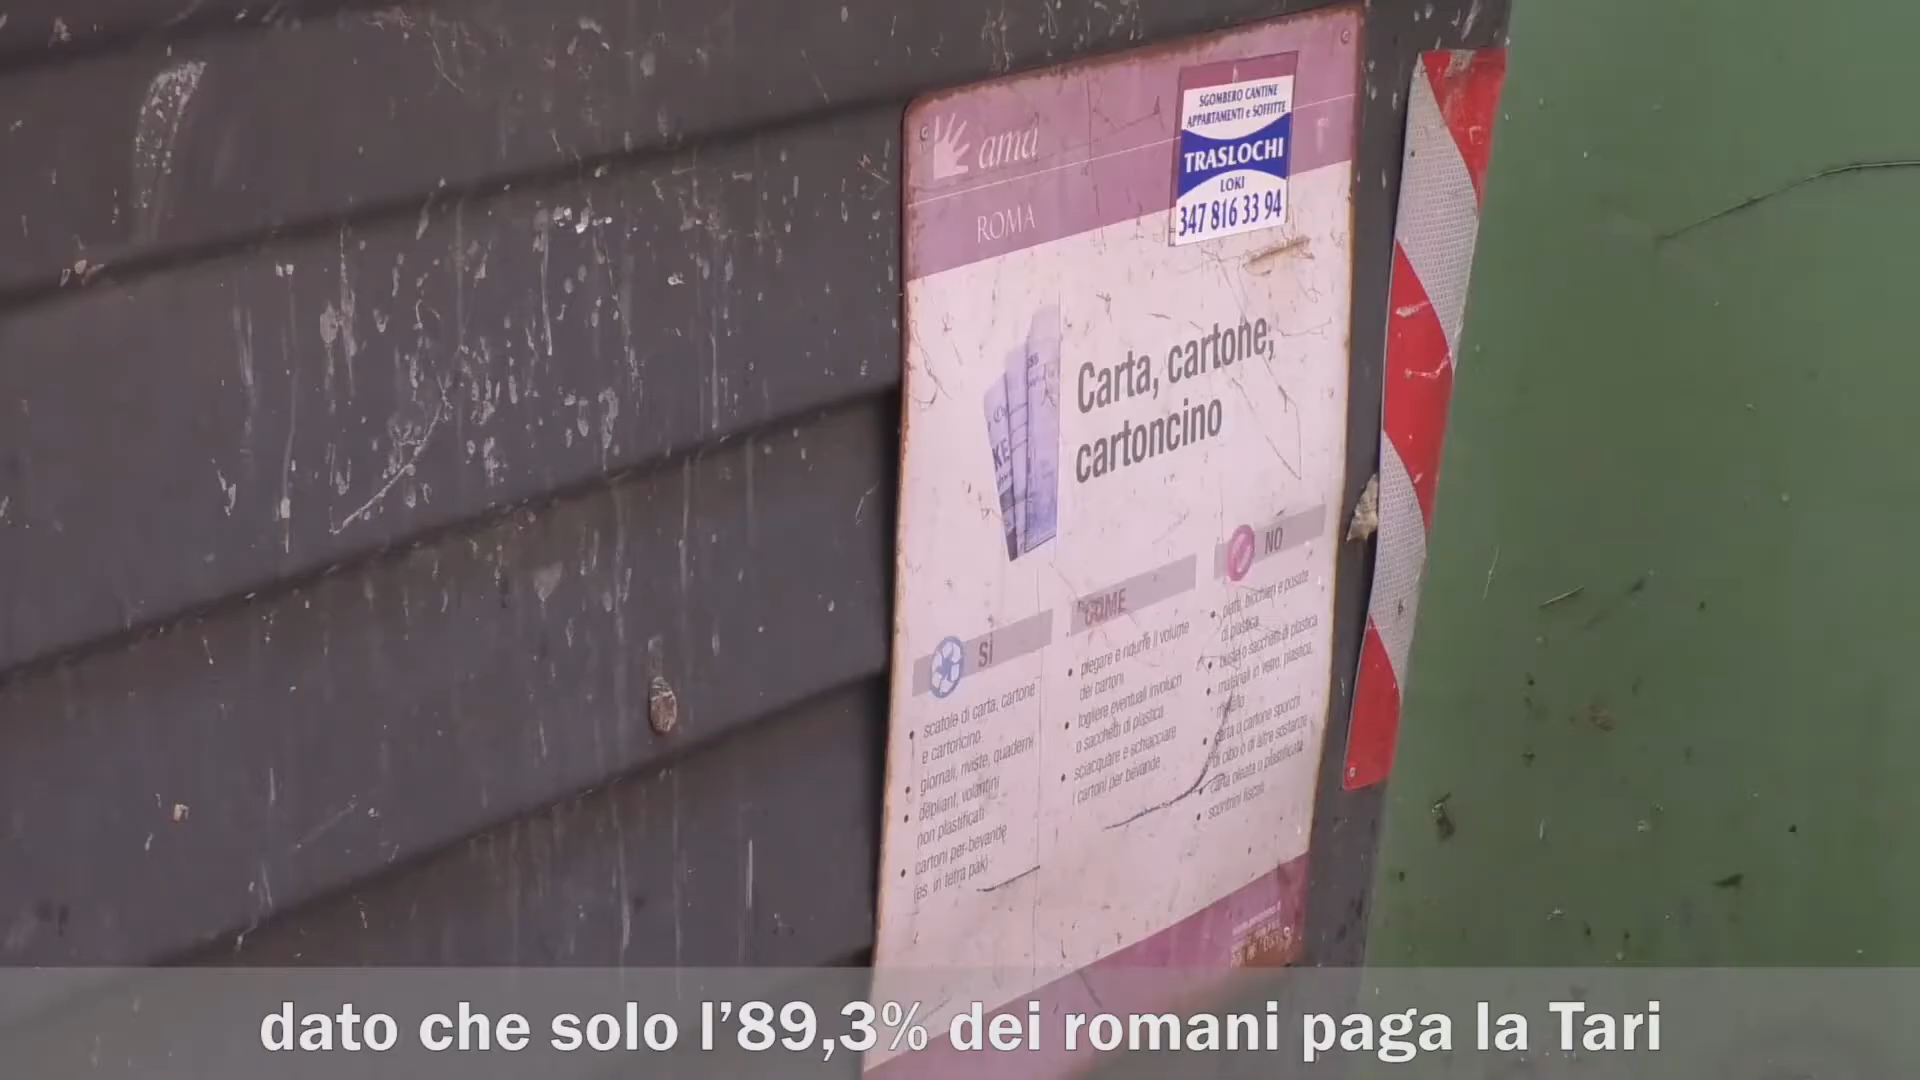 ama
ROMA
SGOMBERO CANTINE
APPARTAMENTI e SOFFITTE
TRASLOCHI
LOKI
347 816 33 94
Carta, cartone,
cartoncino
KE
SÌ
scatole di carta, cartone
e cartoncino
giornali, riviste, quaderni
depliant, volantini
non plastificati
cartoni per bevande
(es. in tetra pak)
COME
piegare e ridurre il volume
dei cartoni
togliere eventuali involucri
o sacchetti di plastica
sciacquare e schiacciare
i cartoni per bevande
NO
piatti, bicchieri e posate
di plastica
buste o sacchetti di plastica
materiali in vetro, plastica,
metallo
carta o cartone sporchi
di cibo o di altre sostanze
carta oleata o plastificata
scontrini fiscali
dato che solo l’89,3% dei romani paga la Tari